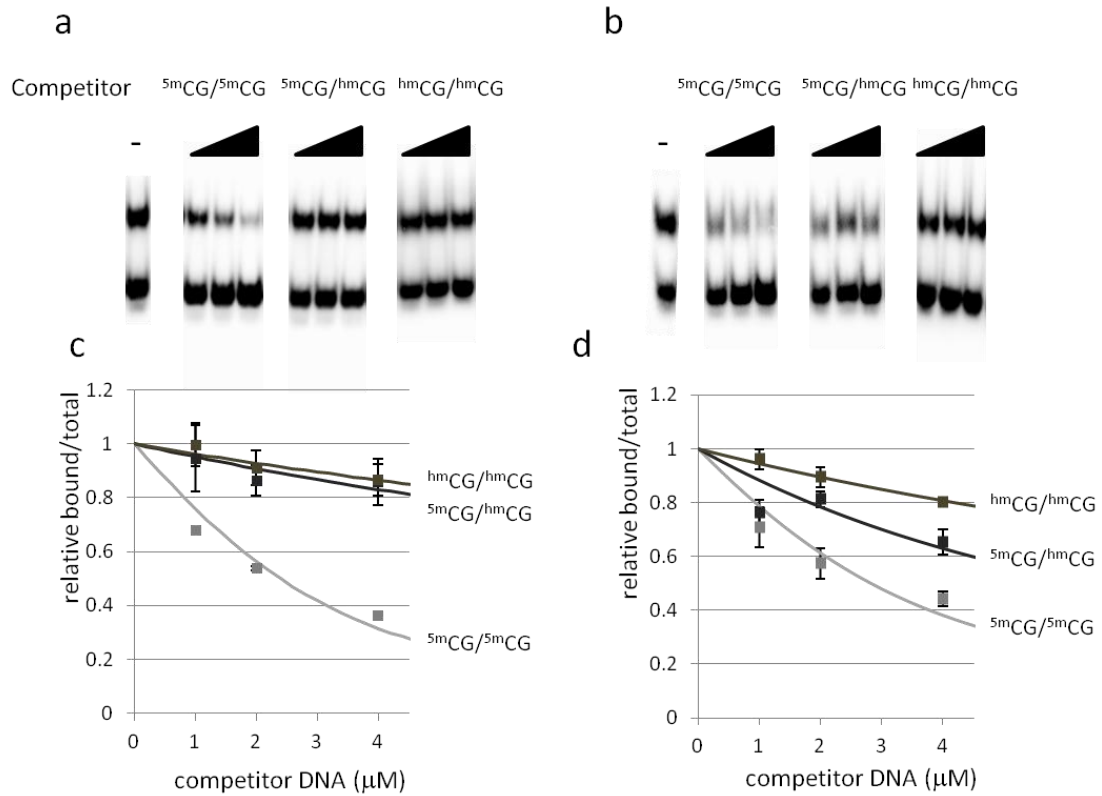 a
b
Competitor
5mCG/5mCG
5mCG/hmCG
hmCG/hmCG
5mCG/5mCG
5mCG/hmCG
hmCG/hmCG
-
-
c
1.2
1
0.8
0.6
0.4
0.2
0
relative bound/total
0
1
2
3
4
competitor DNA (μM)
hmCG/hmCG
5mCG/hmCG
5mCG/5mCG
d
1.2
1
0.8
0.6
0.4
0.2
0
relative bound/total
0
1
2
3
4
competitor DNA (μM)
hmCG/hmCG
5mCG/hmCG
5mCG/5mCG